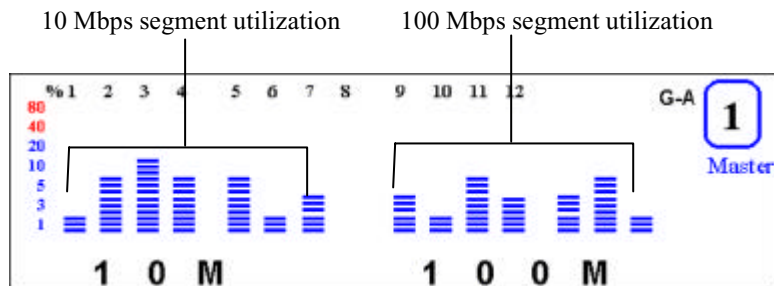 10 Mbps segment utilization 100 Mbps segment utilization
% 1 2 3 4 5 6 7 8 9 10 11 12 G-A 1
80
40
20
10
5
3
1
Master
1 0 M 1 0 0 M